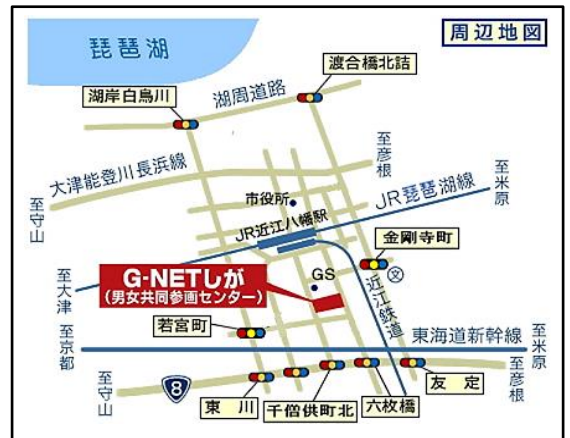 周辺地図
琵琶湖
渡合橋北詰
湖岸白鳥川
湖周道路
大津能登川長浜線
至守山
至彦根
至米原
市役所
JR琵琶湖線
JR近江八幡駅
金剛寺町
文
G-NETしが
(男女共同参画センター)
GS
近江鉄道
至大津
若宮町
至京都
東海道新幹線
至米原
至守山
8
至彦根
東川
千僧供町北
六枚橋
友定